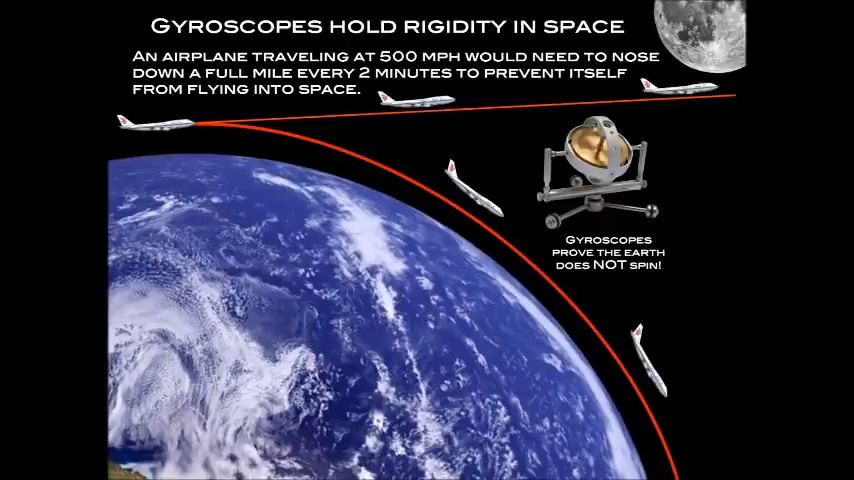 Gyroscopes hold rigidity in space
An airplane traveling at 500 mph would need to nose
down a full mile every 2 minutes to prevent itself
from flying into space.
Gyroscopes
prove the earth
does NOT spin!